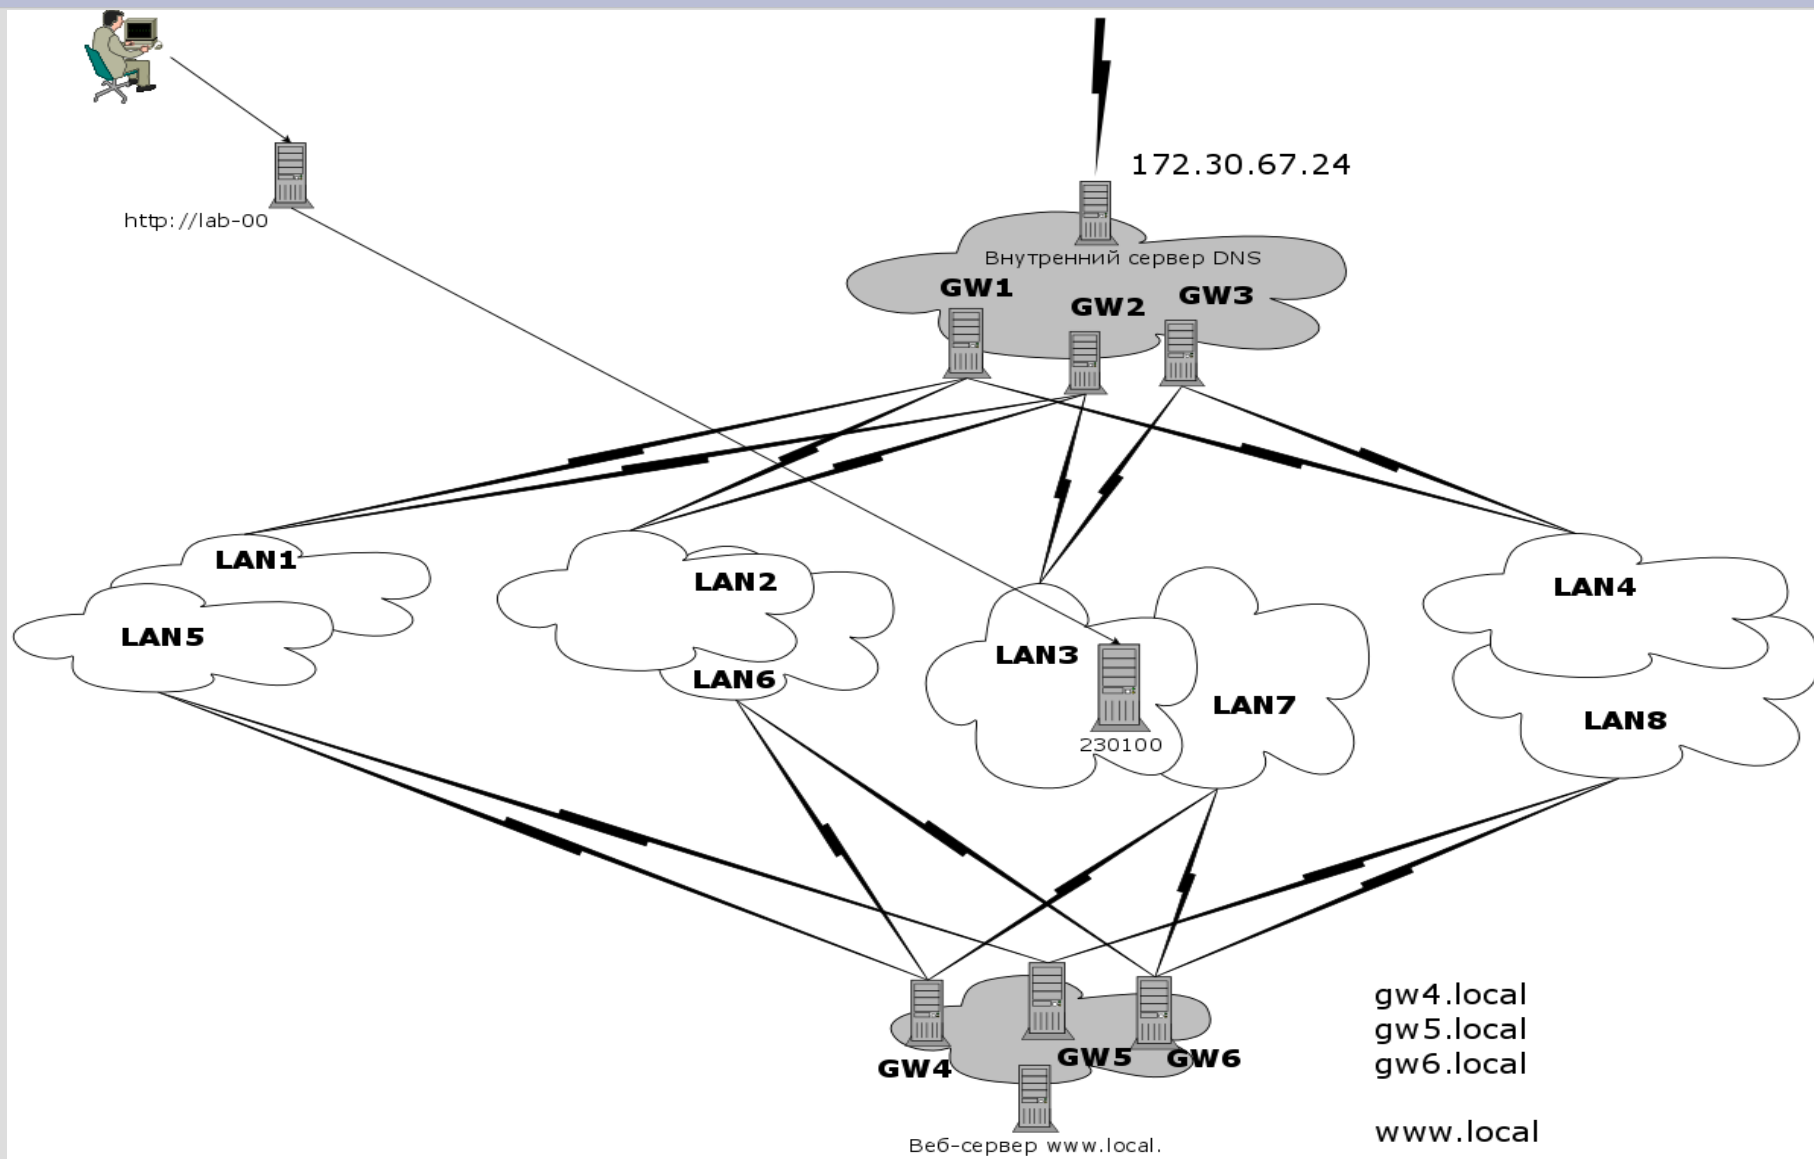 172.30.67.24
http://lab-00
Внутренний сервер DNS
GW1
GW2
GW3
LAN1
LAN2
LAN4
LAN5
LAN3
LAN6
LAN7
LAN8
230100
gw4.local
gw5.local
gw6.local
GW4
GW5
GW6
www.local
Веб-сервер www.local.